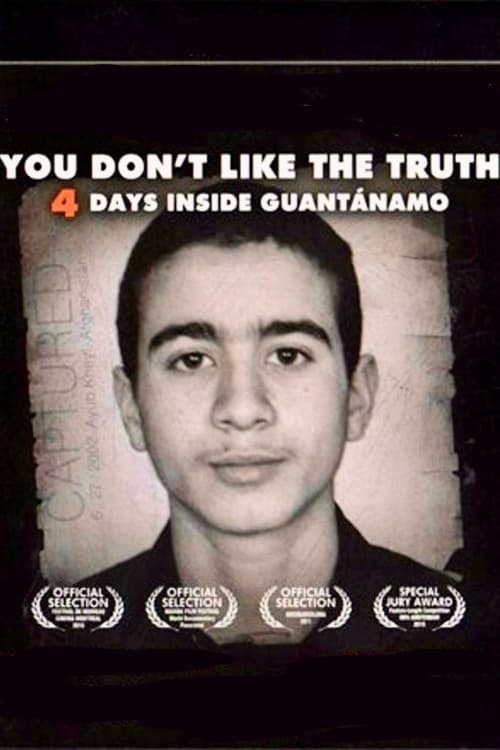 YOU DON'T LIKE THE TRUTH
4 DAYS INSIDE GUANTÁNAMO
CAPTURED
OFFICIAL
SELECTION
OFFICIAL
SELECTION
OFFICIAL
SELECTION
SPECIAL
JURY AWARD